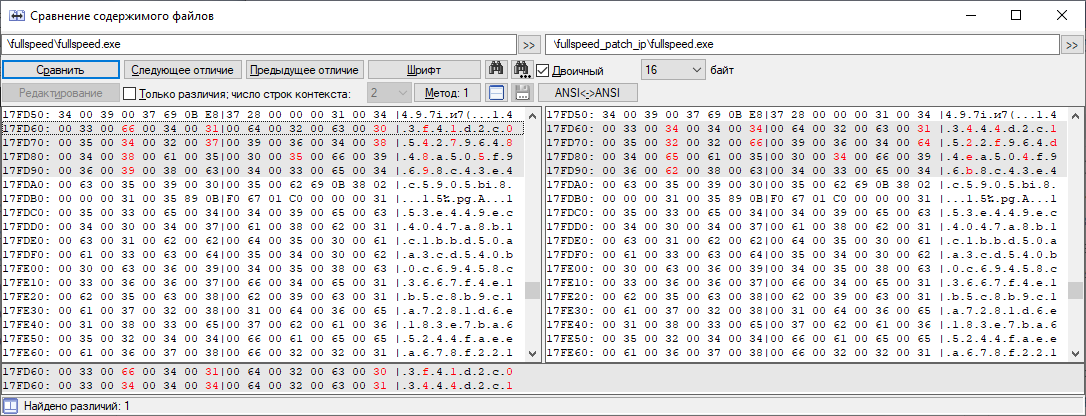 Сравнение содержимого файлов
\fullspeed\fullspeed.exe >> \fullspeed_patch_ip\fullspeed.exe >>
Сравнить Следующее отличие Предыдущее отличие Шрифт Двоичный 16 байт
Редактирование Только различия; число строк контекста: 2 Метод: 1 ANSI<->ANSI
17FD50: 34 00 39 00 37 69 0B E8|37 28 00 00 00 31 00 34 |4.9.7i.и7(...1.4
17FD60: 00 33 00 66 00 34 00 31|00 64 00 32 00 63 00 30 |.3.f.4.1.d.2.c.0
17FD70: 00 35 00 34 00 32 00 37|00 39 00 36 00 34 00 38 |.5.4.2.7.9.6.4.8
17FD80: 00 34 00 38 00 61 00 35|00 30 00 35 00 66 00 39 |.4.8.a.5.0.5.f.9
17FD90: 00 36 00 39 00 38 00 63|00 34 00 33 00 65 00 34 |.6.9.8.c.4.3.e.4
17FDA0: 00 63 00 35 00 39 00 30|00 35 00 62 69 0B 38 02 |.c.5.9.0.5.bi.8.
17FDB0: 00 00 00 31 00 35 89 0B|F0 67 01 C0 00 00 00 31 |...1.5‰.рg.А...1
17FDC0: 00 35 00 33 00 65 00 34|00 34 00 39 00 65 00 63 |.5.3.e.4.4.9.e.c
17FDD0: 00 34 00 30 00 34 00 37|00 61 00 38 00 62 00 31 |.4.0.4.7.a.8.b.1
17FDE0: 00 63 00 31 00 62 00 62|00 64 00 35 00 30 00 61 |.c.1.b.b.d.5.0.a
17FDF0: 00 61 00 33 00 63 00 64|00 35 00 34 00 30 00 62 |.a.3.c.d.5.4.0.b
17FE00: 00 30 00 63 00 36 00 39|00 34 00 35 00 38 00 63 |.0.c.6.9.4.5.8.c
17FE10: 00 33 00 36 00 36 00 37|00 66 00 34 00 65 00 31 |.3.6.6.7.f.4.e.1
17FE20: 00 62 00 35 00 63 00 38|00 62 00 39 00 63 00 31 |.b.5.c.8.b.9.c.1
17FE30: 00 61 00 37 00 62 00 38|00 31 00 64 00 36 00 65 |.a.7.b.8.1.d.6.e
17FE40: 00 31 00 38 00 33 00 65|00 37 00 62 00 61 00 36 |.1.8.3.e.7.b.a.6
17FE50: 00 35 00 32 00 34 00 66|00 61 00 65 00 65 00 34 |.5.2.4.f.a.e.e.4
17FE60: 00 61 00 36 00 37 00 38|00 66 00 32 00 32 00 31 |.a.6.7.8.f.2.2.1
17FD50: 34 00 39 00 37 69 0B E8|37 28 00 00 00 31 00 34 |4.9.7i.и7(...1.4
17FD60: 00 33 00 34 00 34 00 34|00 64 00 32 00 63 00 31 |.3.4.4.4.d.2.c.1
17FD70: 00 35 00 32 00 32 00 66|00 39 00 36 00 34 00 64 |.5.2.2.f.9.6.4.d
17FD80: 00 34 00 65 00 61 00 35|00 30 00 34 00 66 00 39 |.4.e.a.5.0.4.f.9
17FD90: 00 36 00 62 00 38 00 63|00 34 00 33 00 65 00 34 |.6.b.8.c.4.3.e.4
17FDA0: 00 63 00 35 00 39 00 30|00 35 00 62 69 0B 38 02 |.c.5.9.0.5.bi.8.
17FDB0: 00 00 00 31 00 35 89 0B|F0 67 01 C0 00 00 00 31 |...1.5‰.рg.А...1
17FDC0: 00 35 00 33 00 65 00 34|00 34 00 39 00 65 00 63 |.5.3.e.4.4.9.e.c
17FDD0: 00 34 00 30 00 34 00 37|00 61 00 38 00 62 00 31 |.4.0.4.7.a.8.b.1
17FDE0: 00 63 00 31 00 62 00 62|00 64 00 35 00 30 00 61 |.c.1.b.b.d.5.0.a
17FDF0: 00 61 00 33 00 63 00 64|00 35 00 34 00 30 00 62 |.a.3.c.d.5.4.0.b
17FE00: 00 30 00 63 00 36 00 39|00 34 00 35 00 38 00 63 |.0.c.6.9.4.5.8.c
17FE10: 00 33 00 36 00 36 00 37|00 66 00 34 00 65 00 31 |.3.6.6.7.f.4.e.1
17FE20: 00 62 00 35 00 63 00 38|00 62 00 39 00 63 00 31 |.b.5.c.8.b.9.c.1
17FE30: 00 61 00 37 00 62 00 38|00 31 00 64 00 36 00 65 |.a.7.b.8.1.d.6.e
17FE40: 00 31 00 38 00 33 00 65|00 37 00 62 00 61 00 36 |.1.8.3.e.7.b.a.6
17FE50: 00 35 00 32 00 34 00 66|00 61 00 65 00 65 00 34 |.5.2.4.f.a.e.e.4
17FE60: 00 61 00 36 00 37 00 38|00 66 00 32 00 32 00 31 |.a.6.7.8.f.2.2.1
17FD60: 00 33 00 66 00 34 00 31|00 64 00 32 00 63 00 30 |.3.f.4.1.d.2.c.0
17FD60: 00 33 00 34 00 34 00 34|00 64 00 32 00 63 00 31 |.3.4.4.4.d.2.c.1
Найдено различий: 1